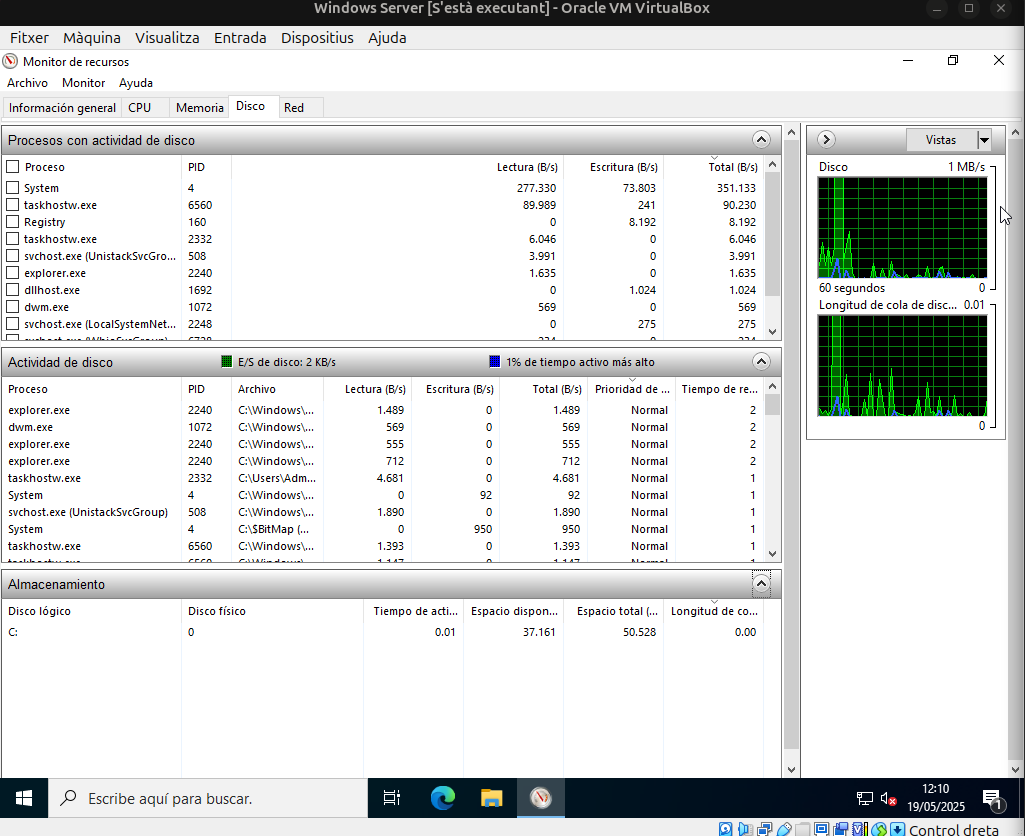 Windows Server [S'està executant] - Oracle VM VirtualBox
Fitxer Màquina Visualitza Entrada Dispositius Ajuda
Monitor de recursos
Archivo Monitor Ayuda
Información general CPU Memoria Disco Red
Procesos con actividad de disco
Proceso PID Lectura (B/s) Escritura (B/s) Total (B/s)
System 4 277.330 73.803 351.133
taskhostw.exe 6560 89.989 241 90.230
Registry 160 0 8.192 8.192
taskhostw.exe 2332 6.046 0 6.046
svchost.exe (UnistackSvcGro... 508 3.991 0 3.991
explorer.exe 2240 1.635 0 1.635
dllhost.exe 1692 0 1.024 1.024
dwm.exe 1072 569 0 569
svchost.exe (LocalSystemNet... 2248 0 275 275
Actividad de disco E/S de disco: 2 KB/s 1% de tiempo activo más alto
Proceso PID Archivo Lectura (B/s) Escritura (B/s) Total (B/s) Prioridad de ... Tiempo de re...
explorer.exe 2240 C:\Windows\... 1.489 0 1.489 Normal 2
dwm.exe 1072 C:\Windows\... 569 0 569 Normal 2
explorer.exe 2240 C:\Windows\... 555 0 555 Normal 2
explorer.exe 2240 C:\Windows\... 712 0 712 Normal 2
taskhostw.exe 2332 C:\Users\Adm... 4.681 0 4.681 Normal 1
System 4 C:\Windows\... 0 92 92 Normal 1
svchost.exe (UnistackSvcGroup) 508 C:\Windows\... 1.890 0 1.890 Normal 1
System 4 C:\$BitMap (... 0 950 950 Normal 1
taskhostw.exe 6560 C:\Windows\... 1.393 0 1.393 Normal 1
Almacenamiento
Disco lógico Disco físico Tiempo de acti... Espacio dispon... Espacio total (... Longitud de co...
C: 0 0.01 37.161 50.528 0.00
Vistas
Disco 1 MB/s
60 segundos 0
Longitud de cola de disc... 0.01
0
Escribe aquí para buscar.
12:10
19/05/2025
1
Control dreta